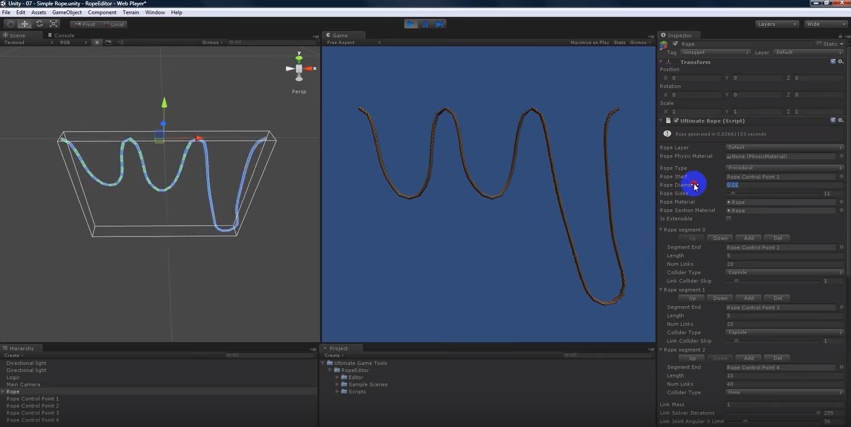 Unity - 07 - Simple Rope.unity - RopeEditor - Web Player*
File Edit Assets GameObject Component Terrain Window Help
Pivot Local Layers Wide
Scene Console
Textured RGB Gizmos
y
x
Persp
Game
Free Aspect Maximize on Play Stats Gizmos
Inspector
Rope Static
Tag Untagged Layer Default
Transform
Position
X 0 Y 0 Z 0
Rotation
X 0 Y 0 Z 0
Scale
X 1 Y 1 Z 1
Ultimate Rope (Script)
Rope generated in seconds
Rope Layer Default
Rope Physic Material None (PhysicMaterial)
Rope Type Procedural
Rope Start Rope Control Point 1
Rope Diameter
Rope Sides 11
Rope Material Rope
Rope Section Material Rope
Is Extensible
Rope segment 0
Up Down Add Del
Segment End Rope Control Point 2
Length 5
Num Links 20
Collider Type Capsule
Link Collider Skip 1
Rope segment 1
Up Down Add Del
Segment End Rope Control Point 3
Length 5
Num Links 20
Collider Type Capsule
Link Collider Skip 1
Rope segment 2
Up Down Add Del
Segment End Rope Control Point 4
Length 10
Num Links 40
Collider Type None
Link Mass 1
Link Solver Iterations 255
Link Joint Angular X Limit 30
Hierarchy
Create
Directional light
Directional light
Logic
Main Camera
Rope
Rope Control Point 1
Rope Control Point 2
Rope Control Point 3
Rope Control Point 4
Project
Create
Ultimate Game Tools
RopeEditor
Editor
Sample Scenes
Scripts